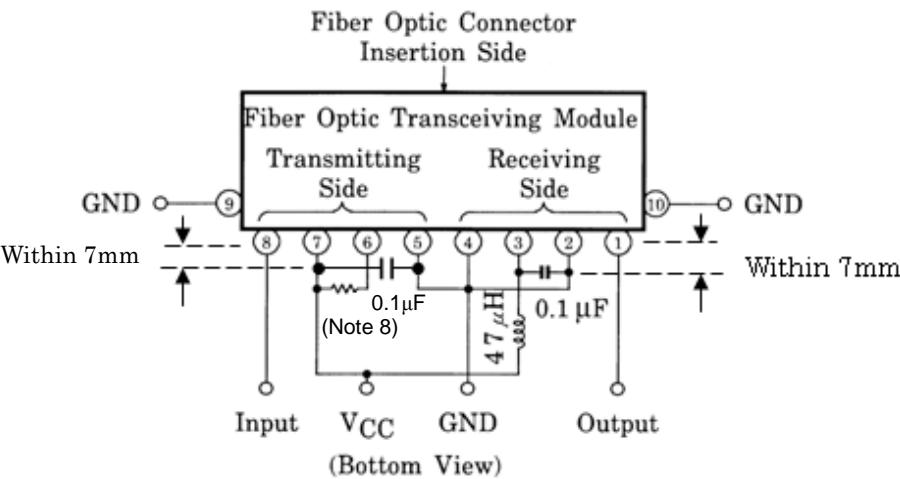 Fiber Optic Connector
Insertion Side
Fiber Optic Transceiving Module
Transmitting
Side
Receiving
Side
GND
9
10
GND
8
7
6
5
4
3
2
1
Within 7mm
Within 7mm
0.1μF
(Note 8)
47μH
0.1μF
Input
VCC
GND
Output
(Bottom View)